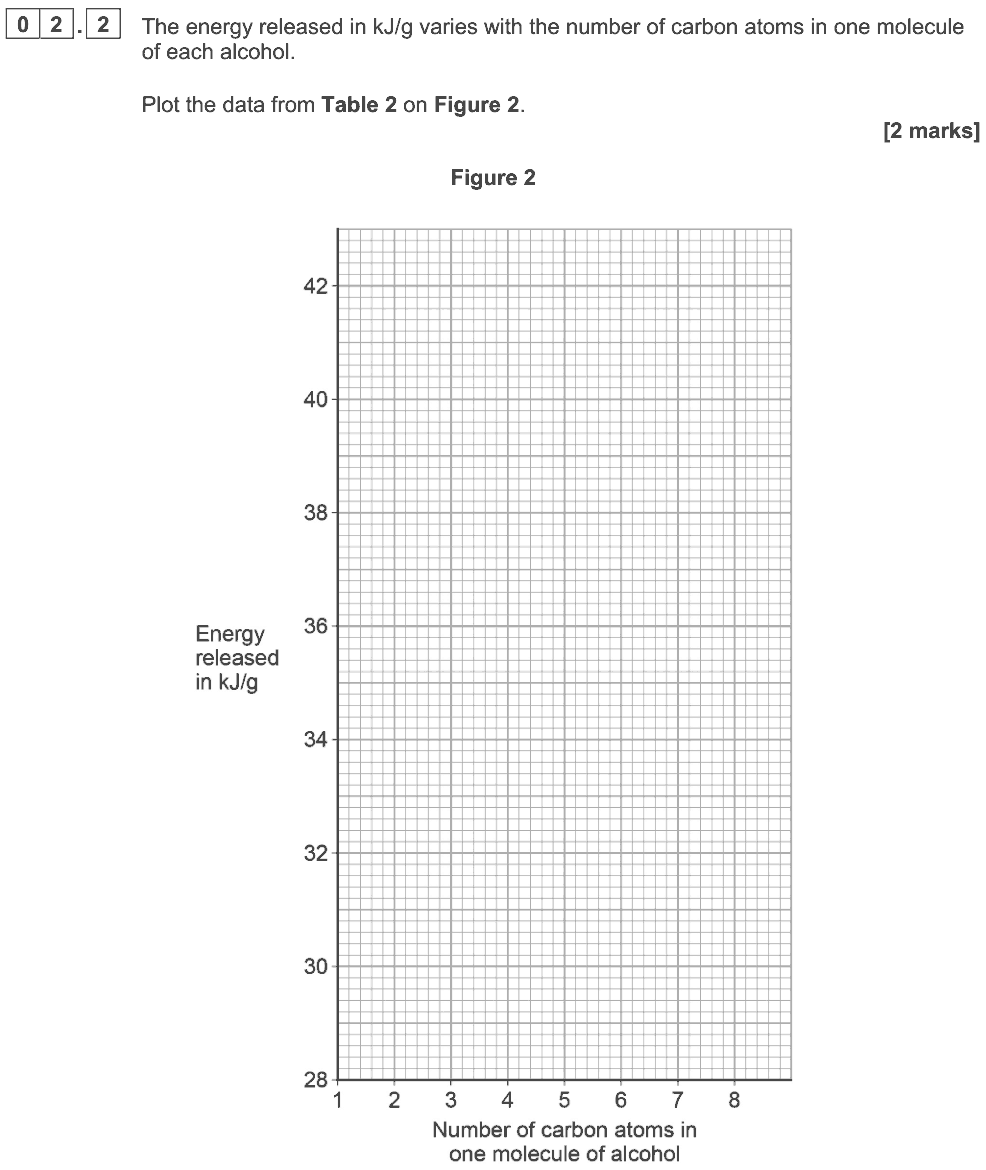 0 2 . 2 The energy released in kJ/g varies with the number of carbon atoms in one molecule
of each alcohol.
Plot the data from Table 2 on Figure 2.
[2 marks]
Figure 2
42
40
38
36
34
32
30
28
Energy
released
in kJ/g
1 2 3 4 5 6 7 8
Number of carbon atoms in
one molecule of alcohol